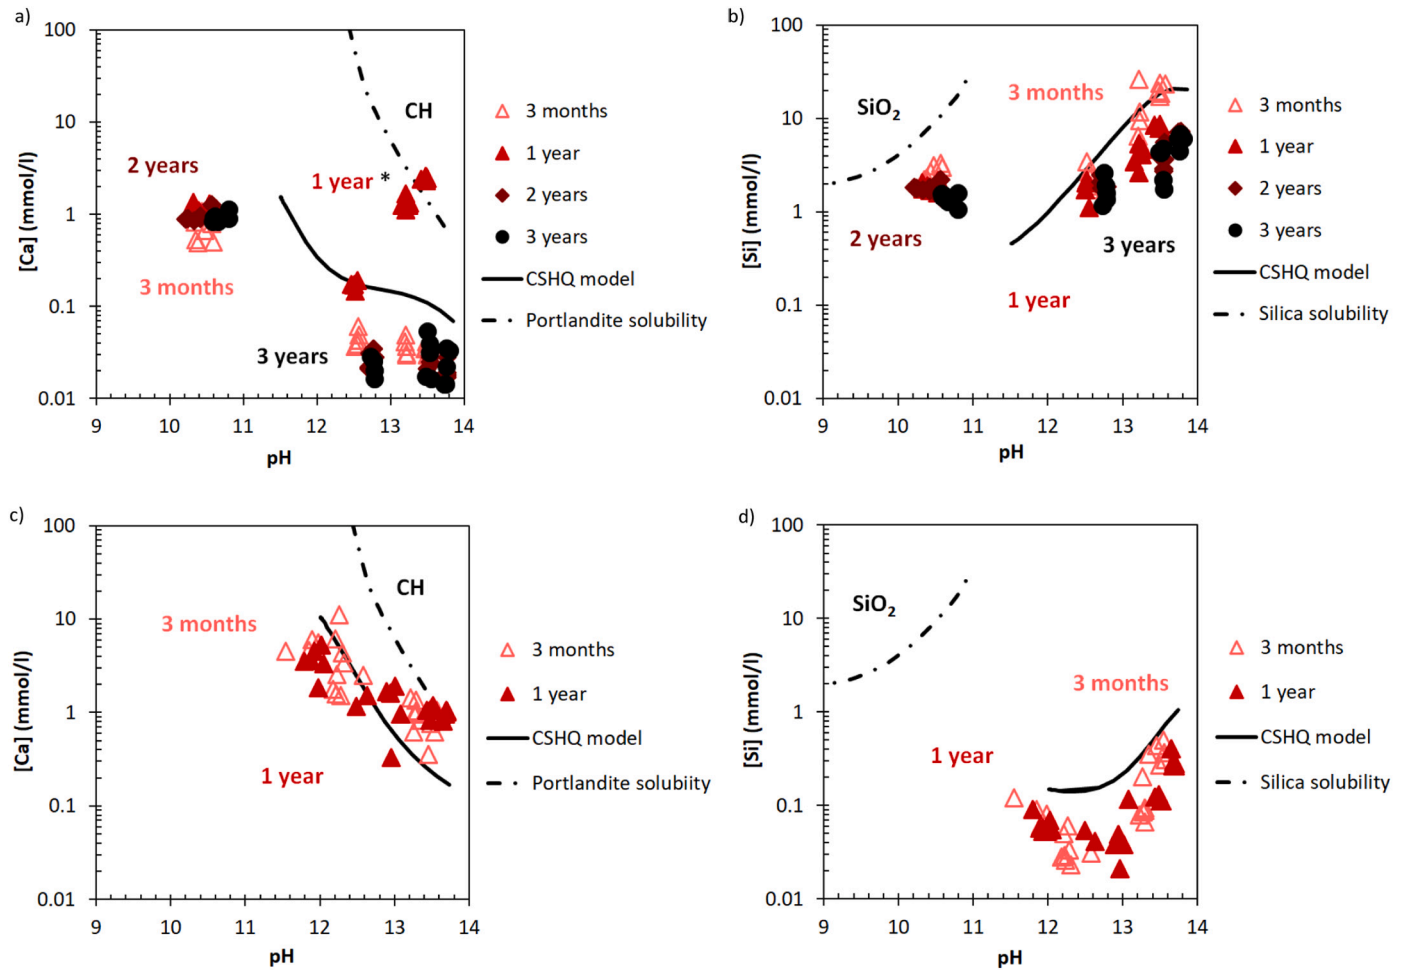 a)
100
10
1
0.1
0.01
[Ca] (mmol/l)
9 10 11 12 13 14
pH
2 years
3 months
1 year *
3 years
CH
3 months
1 year
2 years
3 years
CSHQ model
Portlandite solubility
b)
100
10
1
0.1
0.01
[Si] (mmol/l)
9 10 11 12 13 14
pH
SiO2
3 months
2 years
3 years
1 year
3 months
1 year
2 years
3 years
CSHQ model
Silica solubility
c)
100
10
1
0.1
0.01
[Ca] (mmol/l)
9 10 11 12 13 14
pH
3 months
CH
1 year
3 months
1 year
CSHQ model
Portlandite solubiity
d)
100
10
1
0.1
0.01
[Si] (mmol/l)
9 10 11 12 13 14
pH
SiO2
3 months
1 year
3 months
1 year
CSHQ model
Silica solubility